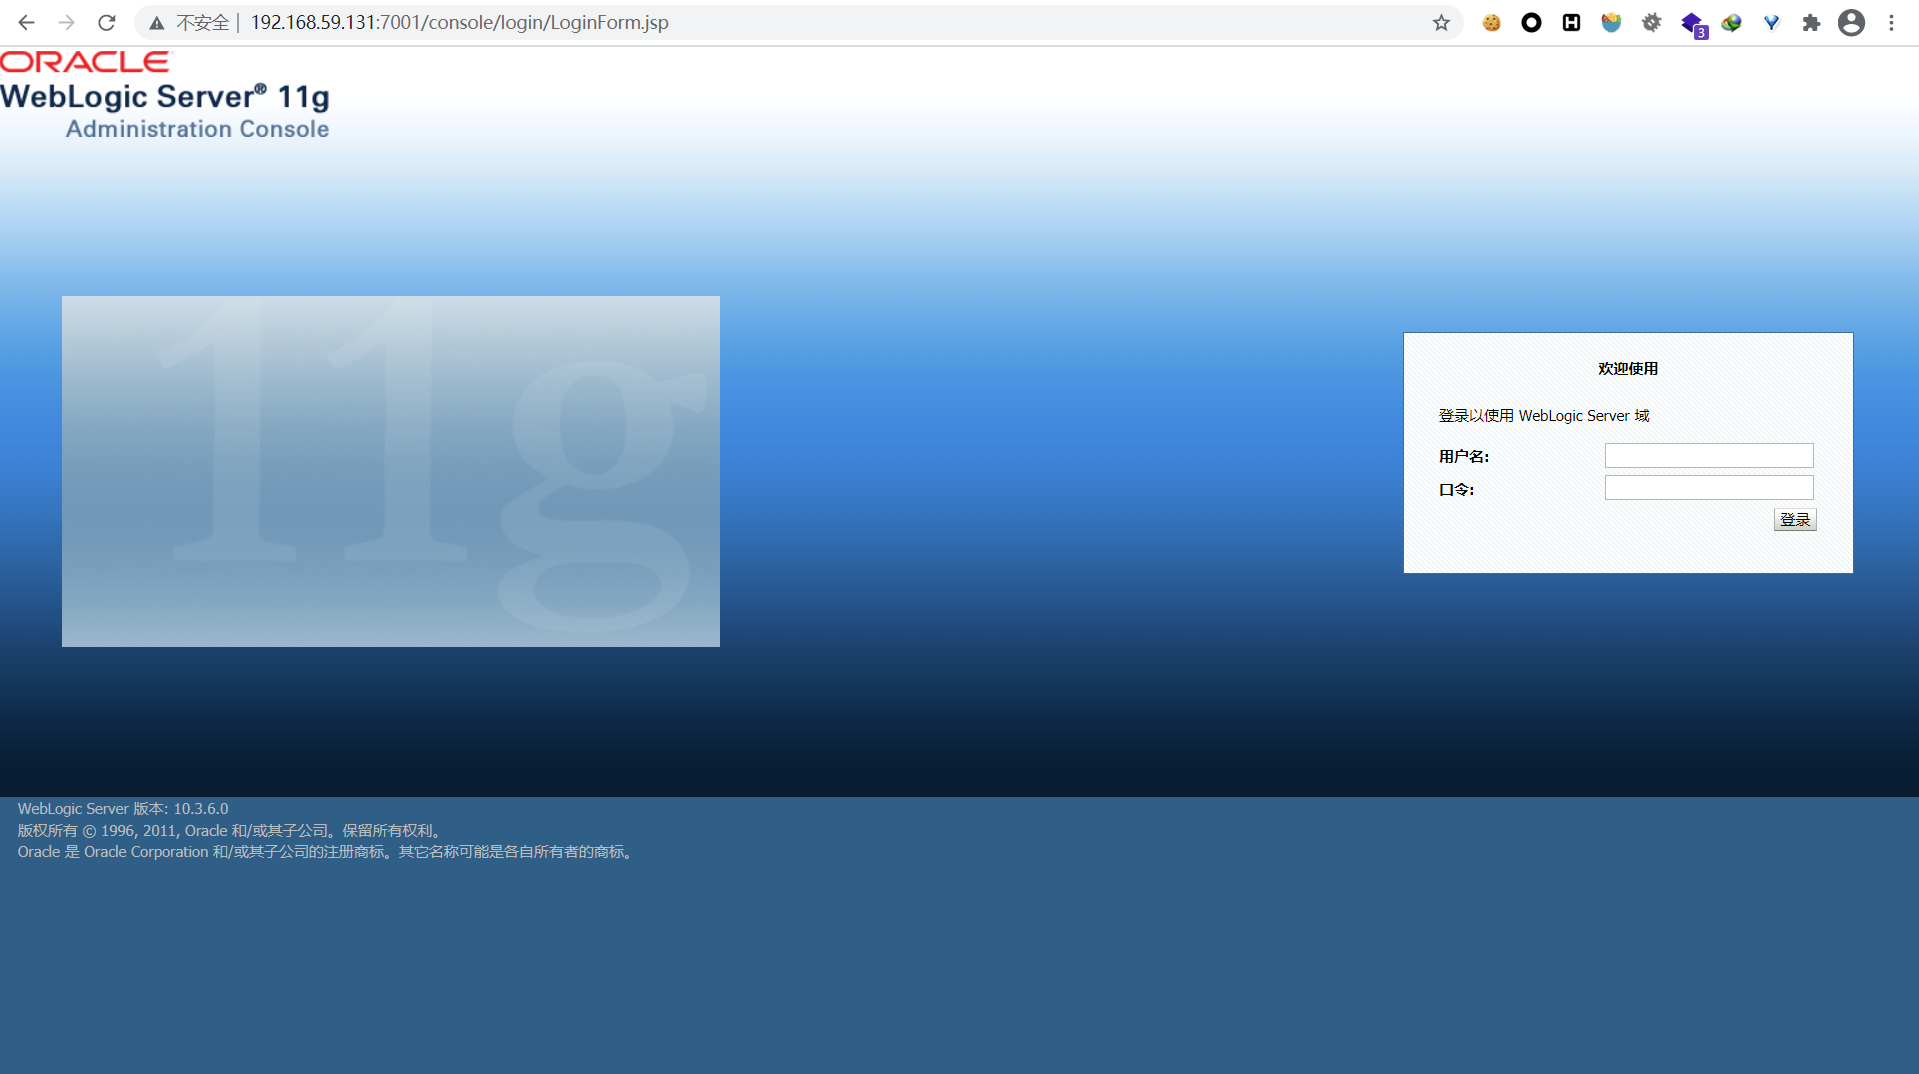 不安全 | 192.168.59.131:7001/console/login/LoginForm.jsp
3
ORACLE
WebLogic Server® 11g
Administration Console
11g
欢迎使用
登录以使用 WebLogic Server 域
用户名:
口令:
登录
WebLogic Server 版本: 10.3.6.0
版权所有 © 1996, 2011, Oracle 和/或其子公司。保留所有权利。
Oracle 是 Oracle Corporation 和/或其子公司的注册商标。其它名称可能是各自所有者的商标。